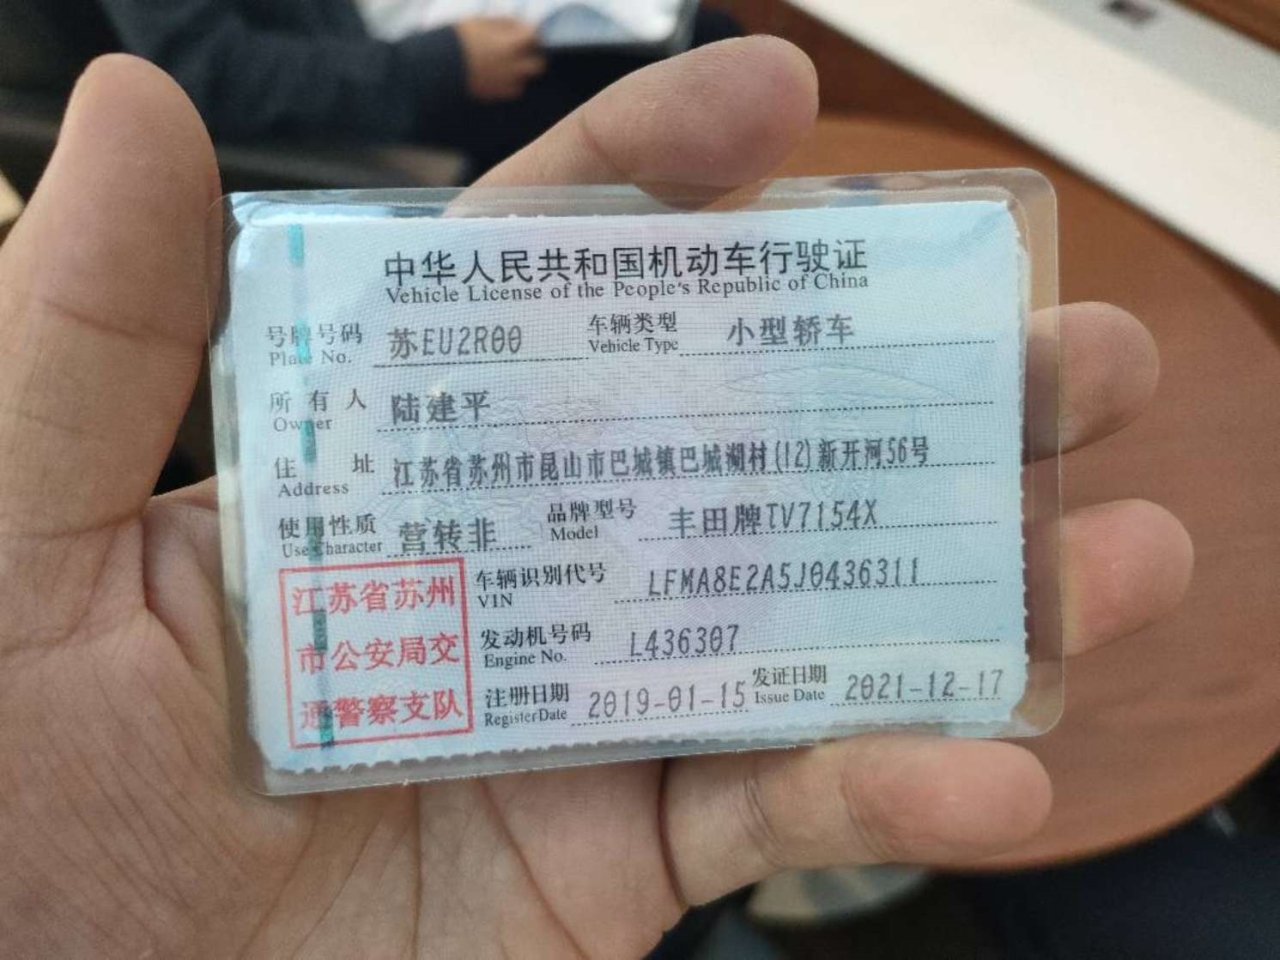 中华人民共和国机动车行驶证
Vehicle License of the People's Republic of China
号牌号码 苏EU2R00 车辆类型 小型轿车
Plate No. Vehicle Type
所有人 陆建平
Owner
住址 江苏省苏州市昆山市巴城镇巴城湖村(12)新开河56号
Address
使用性质 营转非 品牌型号 丰田牌TV7154X
Use Character Model
车辆识别代号 LFMA8E2A5J0436311
VIN
发动机号码 L436307
Engine No.
注册日期 2019-01-15 发证日期 2021-12-17
Register Date Issue Date
江苏省苏州
市公安局交
通警察支队